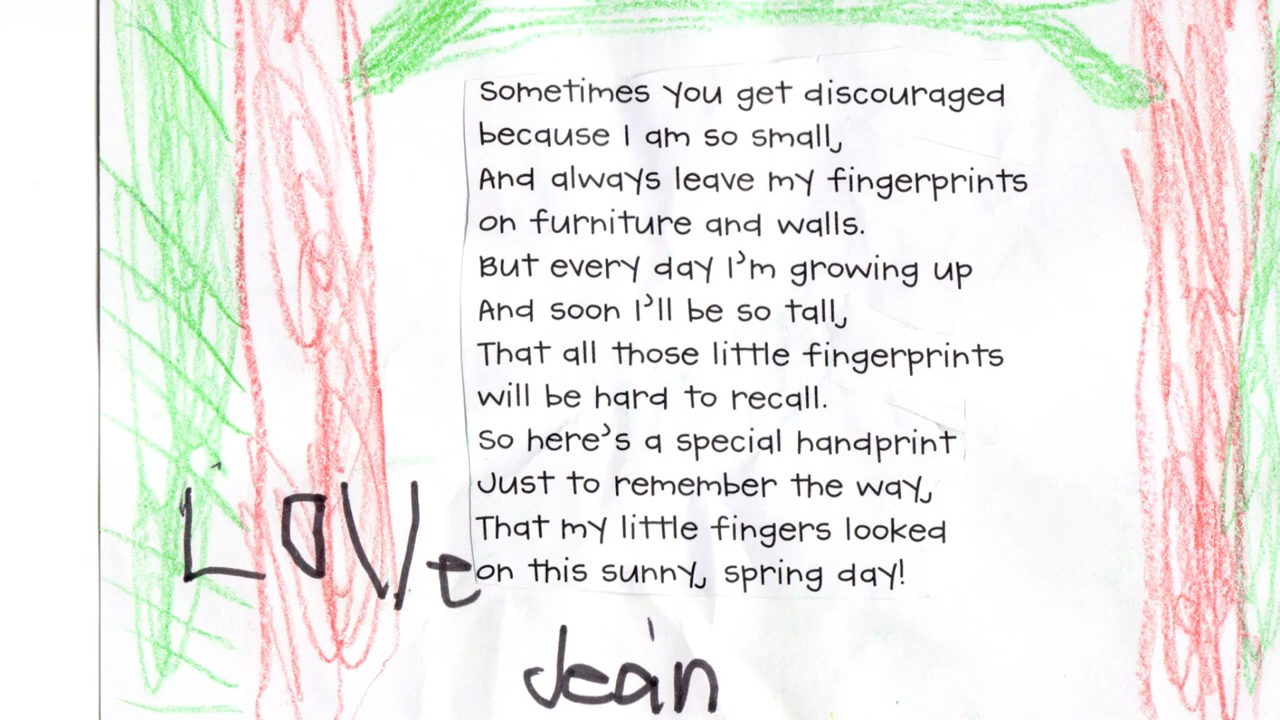 Sometimes you get discouraged
because I am so small,
And always leave my fingerprints
on furniture and walls.
But every day I'm growing up
And soon I'll be so tall,
That all those little fingerprints
will be hard to recall.
So here's a special handprint
Just to remember the way,
That my little fingers looked
on this sunny, spring day!
Love
Jean